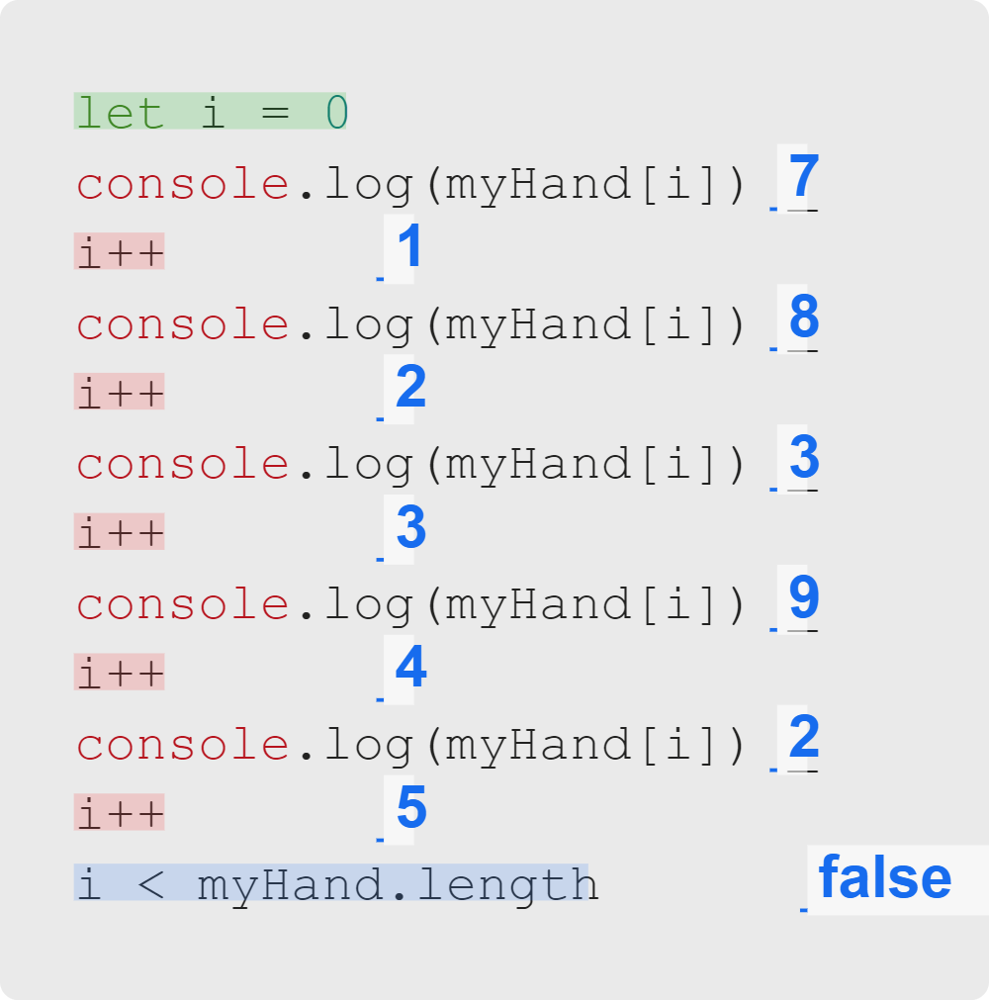 let i = 0
console.log(myHand[i]) 7
i++ 1
console.log(myHand[i]) 8
i++ 2
console.log(myHand[i]) 3
i++ 3
console.log(myHand[i]) 9
i++ 4
console.log(myHand[i]) 2
i++ 5
i < myHand.length false